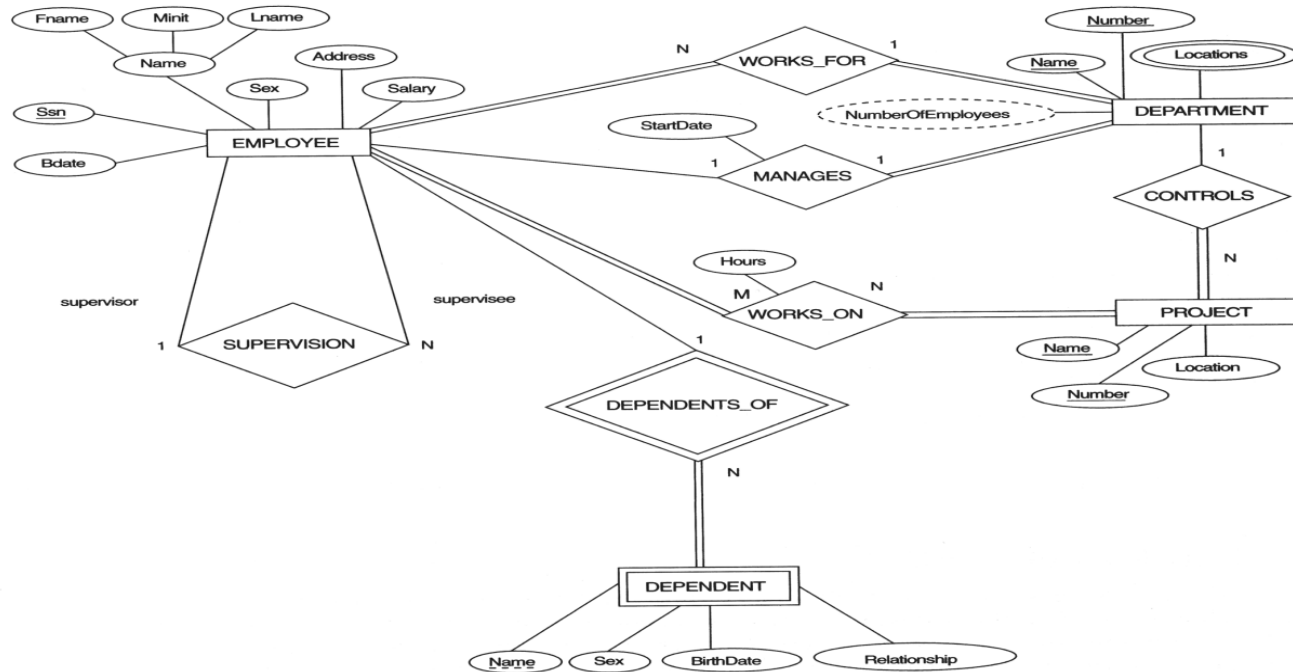 Fname
Minit
Lname
Name
Address
Sex
Salary
Ssn
Bdate
EMPLOYEE
N
WORKS_FOR
1
Number
Locations
Name
NumberOfEmployees
DEPARTMENT
StartDate
1
MANAGES
1
1
CONTROLS
N
supervisor
supervisee
1
SUPERVISION
N
Hours
M
WORKS_ON
N
PROJECT
Name
Location
Number
1
DEPENDENTS_OF
N
DEPENDENT
Name
Sex
BirthDate
Relationship